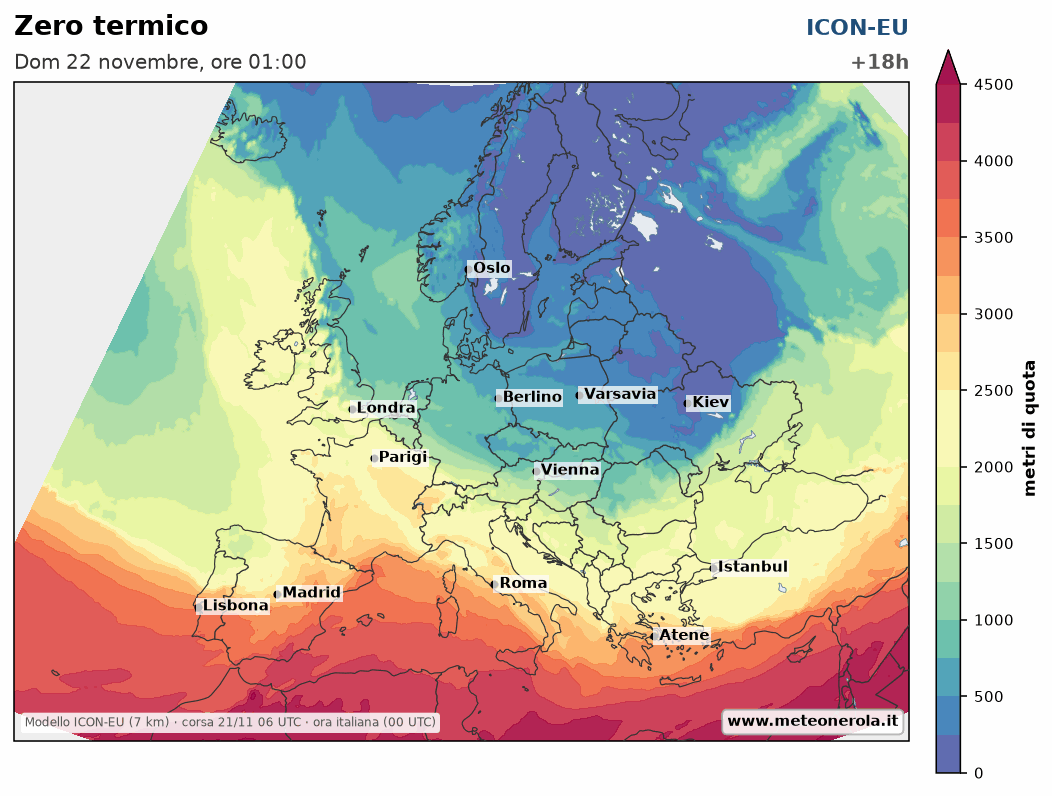 Zero termico
ICON-EU
Dom 22 novembre, ore 01:00
+18h
4500
4000
3500
3000
2500
2000
1500
1000
500
0
metri di quota
Oslo
Berlino
Varsavia
Kiev
Londra
Parigi
Vienna
Istanbul
Roma
Madrid
Lisbona
Atene
Modello ICON-EU (7 km) · corsa 21/11 06 UTC · ora italiana (00 UTC)
www.meteonerola.it